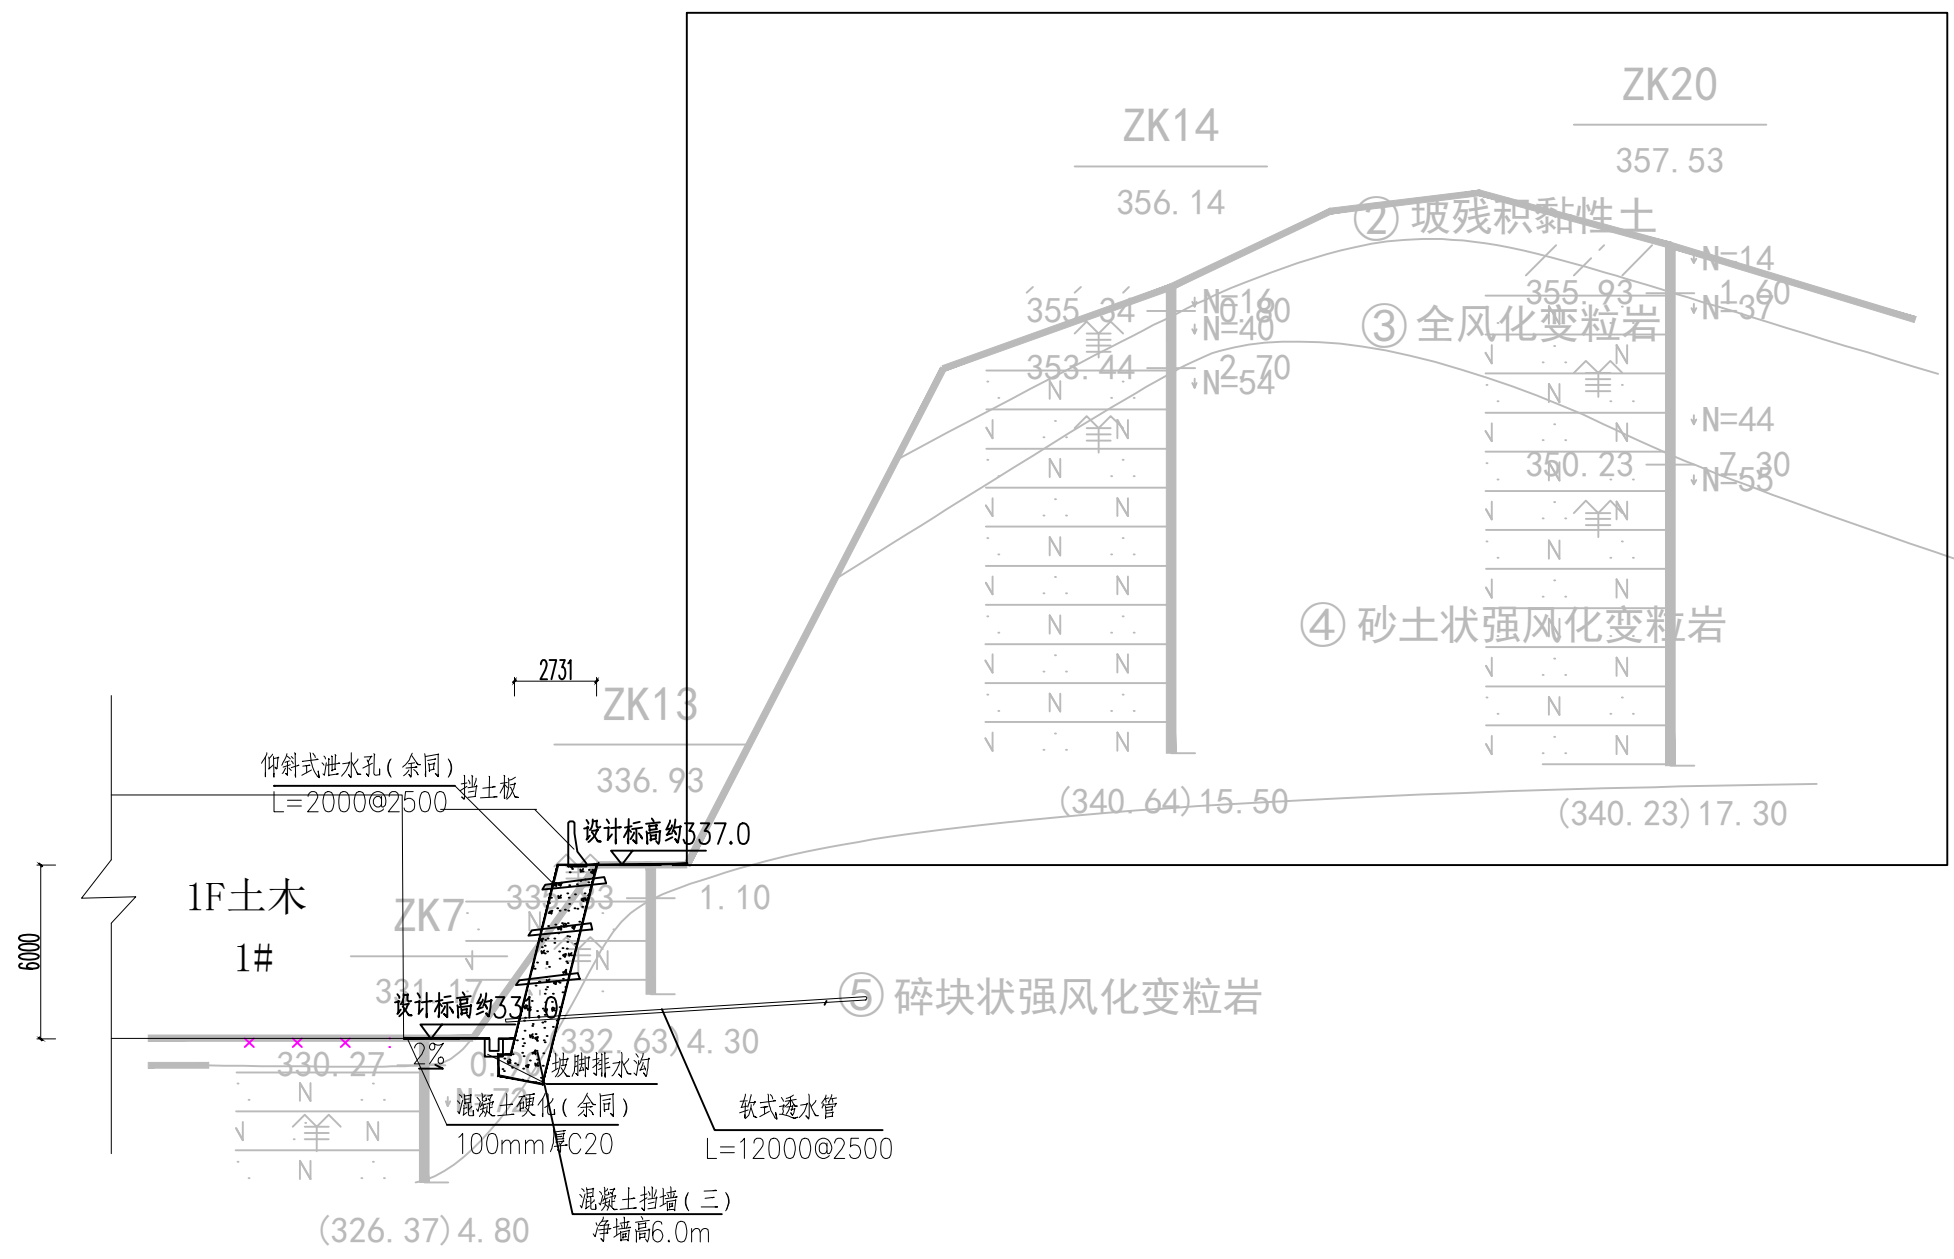 ZK20
357.53
ZK14
356.14
② 坡残积黏性土
N=14
355.93
1.60
N=37
N=16
355.34
0.80
N=40
③ 全风化变粒岩
353.44
2.70
N=54
N=44
350.23
7.30
N=55
④ 砂土状强风化变粒岩
2731
ZK13
336.93
仰斜式泄水孔(余同)
L=2000@2500
挡土板
(340.64)15.50
(340.23)17.30
设计标高约337.0
1F土木
1#
6000
ZK7
1.10
331.17
设计标高约331.0
⑤ 碎块状强风化变粒岩
(332.63)4.30
2%
330.27
坡脚排水沟
混凝土硬化(余同)
100mm厚C20
软式透水管
L=12000@2500
混凝土挡墙(三)
净墙高6.0m
(326.37)4.80